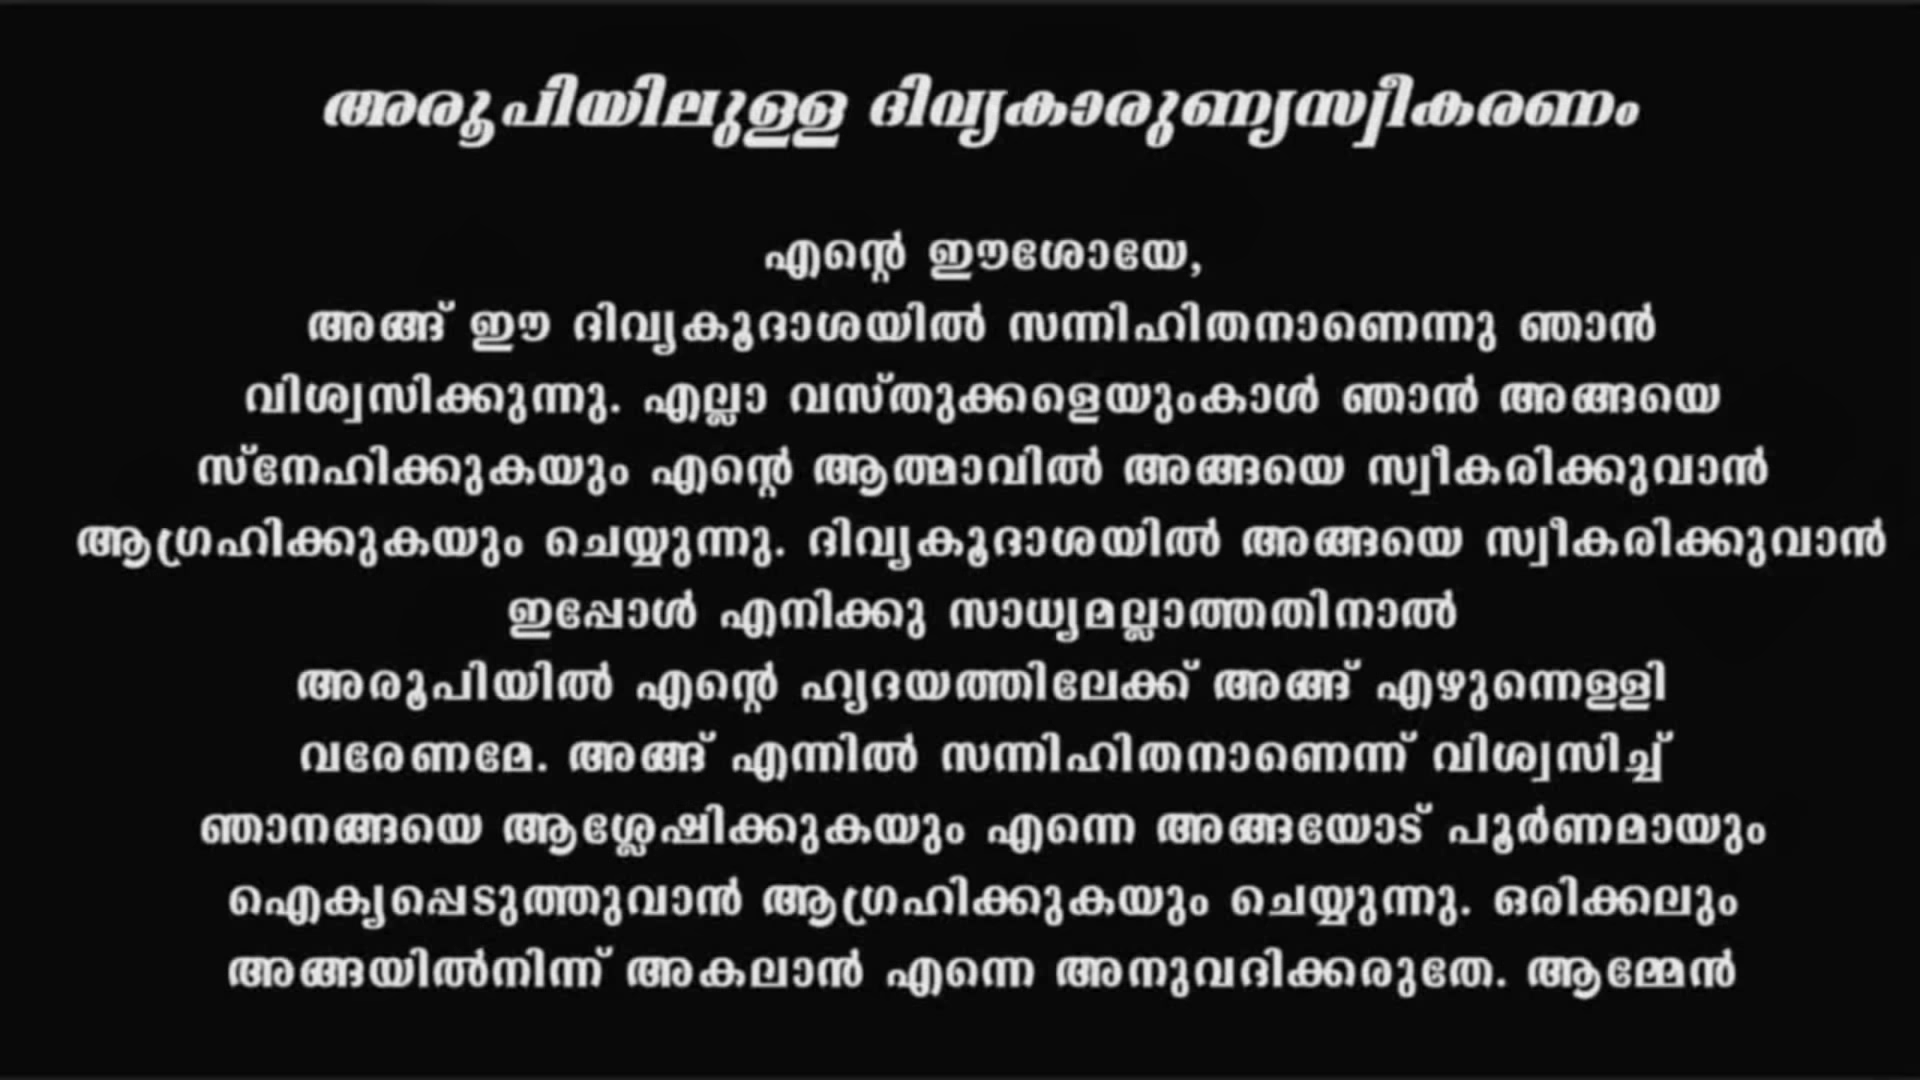 അരൂപിയിലുള്ള ദിവ്യകാരുണ്യസ്വീകരണം
എന്റെ ഈശോയേ,
അങ്ങ് ഈ ദിവ്യകൂദാശയിൽ സന്നിഹിതനാണെന്നു ഞാൻ
വിശ്വസിക്കുന്നു. എല്ലാ വസ്തുക്കളെയുംകാൾ ഞാൻ അങ്ങയെ
സ്നേഹിക്കുകയും എന്റെ ആത്മാവിൽ അങ്ങയെ സ്വീകരിക്കുവാൻ
ആഗ്രഹിക്കുകയും ചെയ്യുന്നു. ദിവ്യകൂദാശയിൽ അങ്ങയെ സ്വീകരിക്കുവാൻ
ഇപ്പോൾ എനിക്കു സാധ്യമല്ലാത്തതിനാൽ
അരൂപിയിൽ എന്റെ ഹൃദയത്തിലേക്ക് അങ്ങ് എഴുന്നെള്ളി
വരേണമേ. അങ്ങ് എന്നിൽ സന്നിഹിതനാണെന്ന് വിശ്വസിച്ച്
ഞാനങ്ങയെ ആശ്ലേഷിക്കുകയും എന്നെ അങ്ങയോട് പൂർണമായും
ഐക്യപ്പെടുത്തുവാൻ ആഗ്രഹിക്കുകയും ചെയ്യുന്നു. ഒരിക്കലും
അങ്ങയിൽനിന്ന് അകലാൻ എന്നെ അനുവദിക്കരുതേ. ആമ്മേൻ